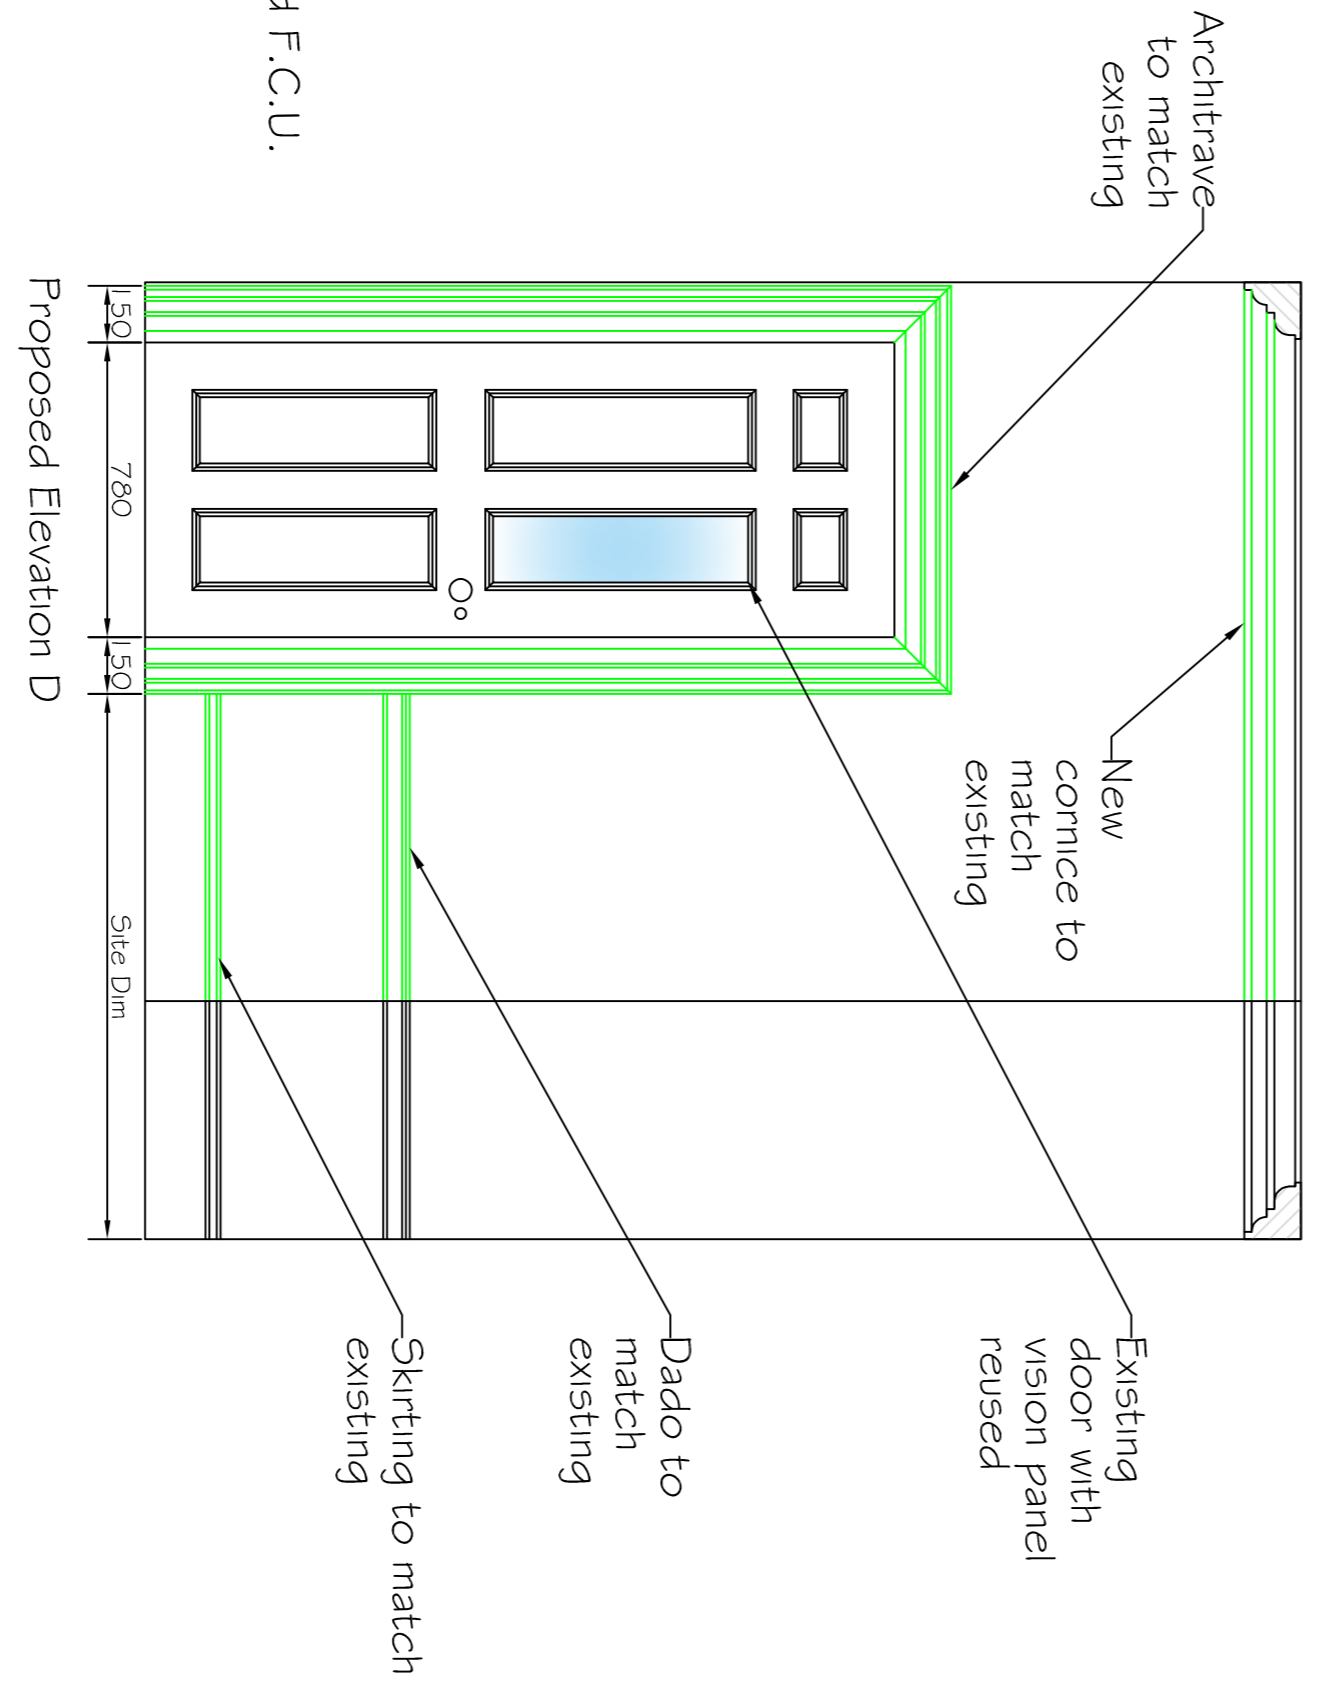 Architrave
to match
existing
New
cornice to
match
existing
Existing
door with
vision panel
reused
Dado to
match
existing
Skirting to match
existing
F.C.U.
150
780
150
Site Dim
Proposed Elevation D